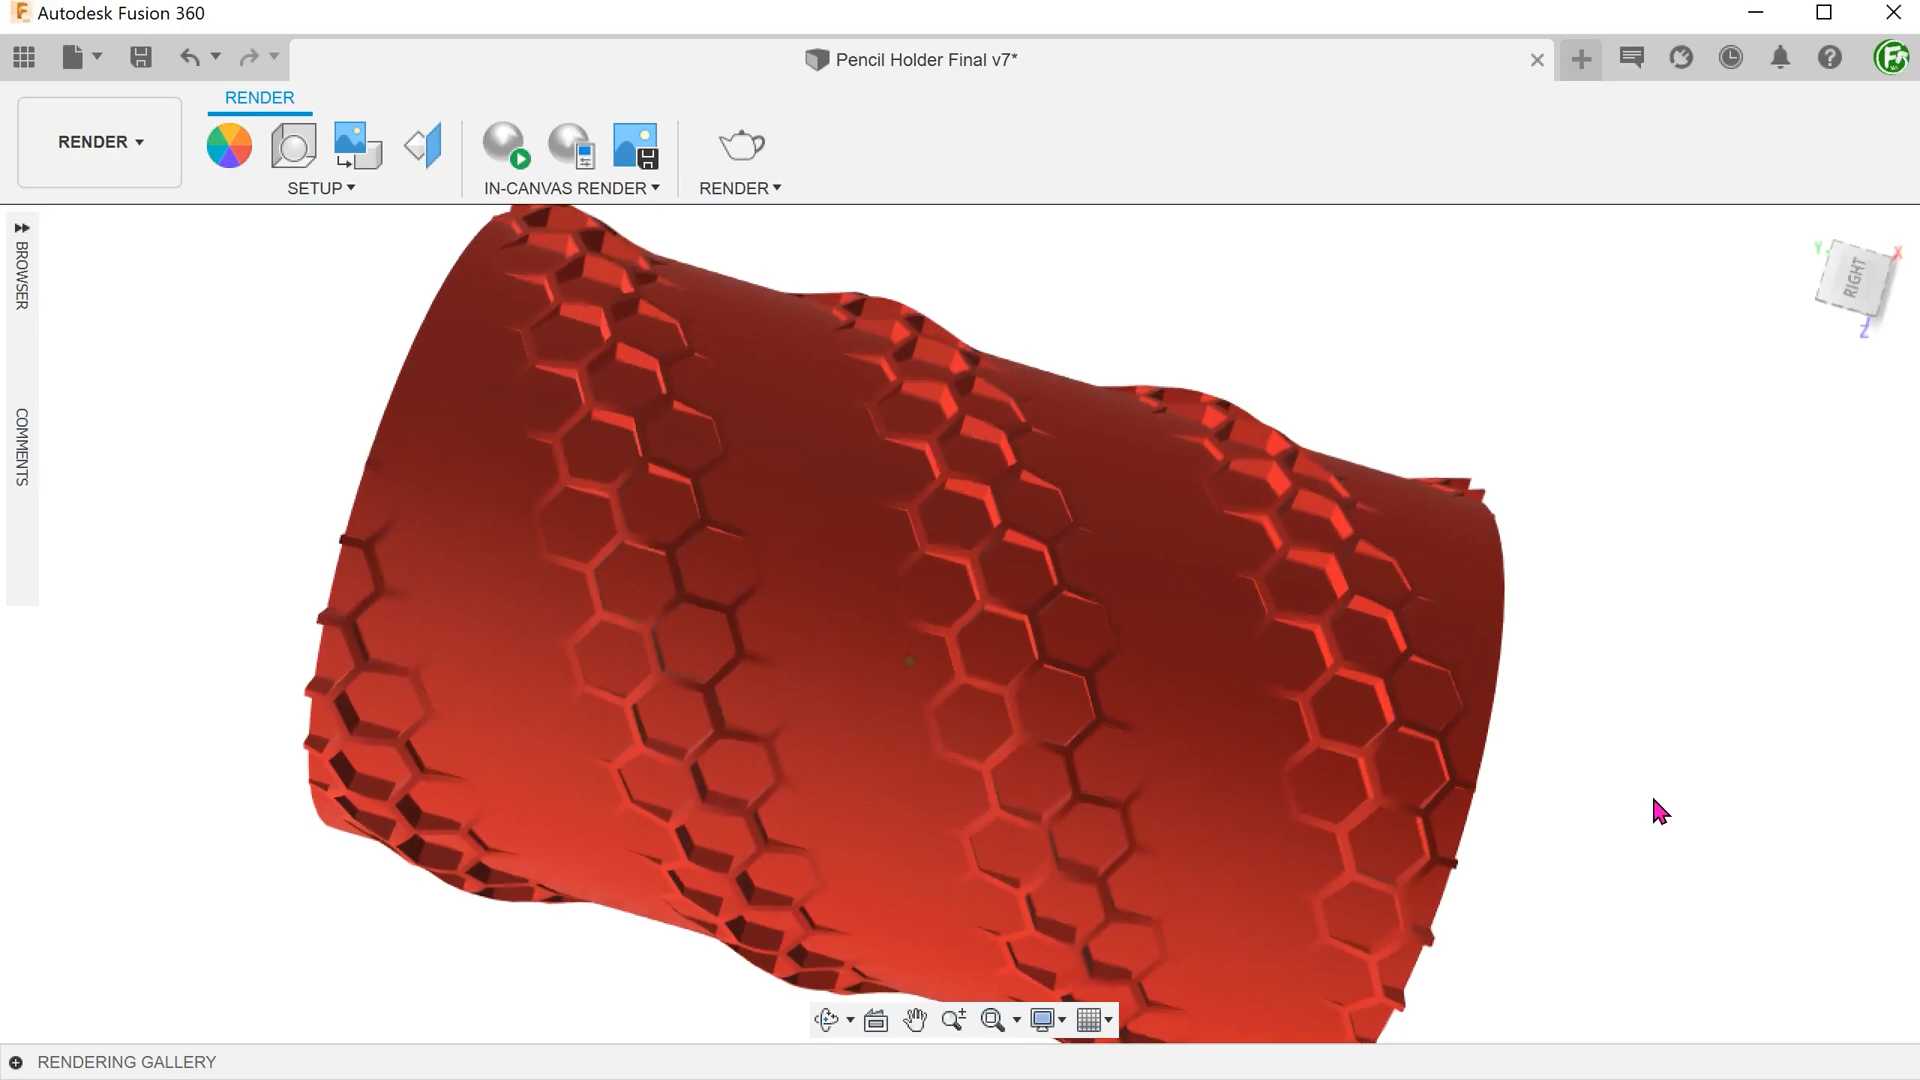 Autodesk Fusion 360
Pencil Holder Final v7*
RENDER
RENDER
SETUP
IN-CANVAS RENDER
RENDER
BROWSER
COMMENTS
Y
X
RIGHT
Z
RENDERING GALLERY